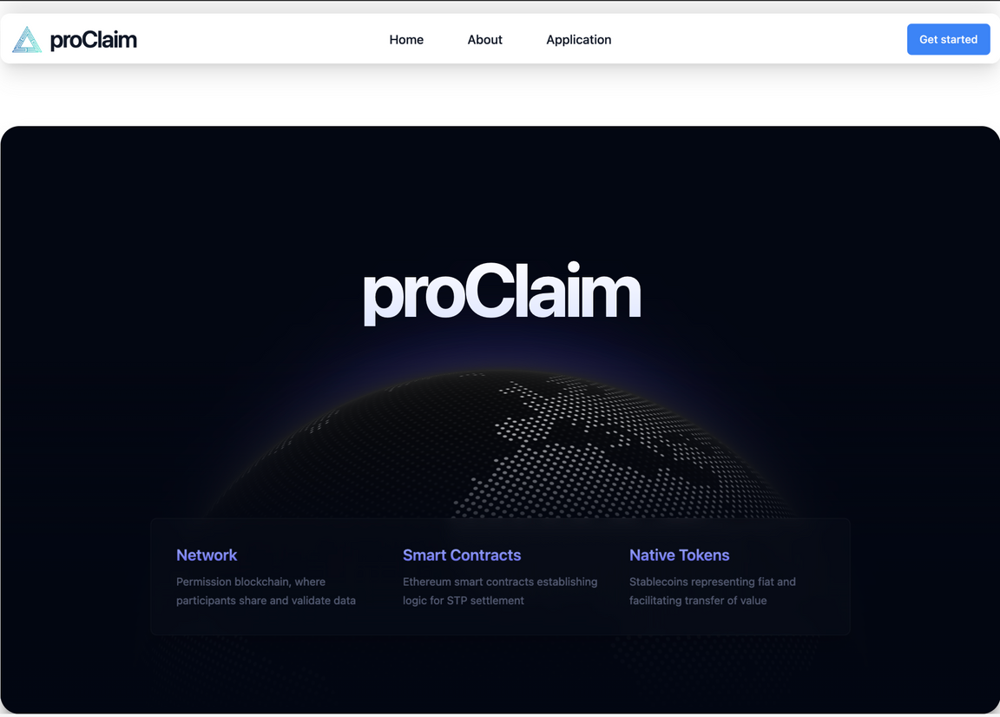 proClaim
Home
About
Application
Get started
proClaim
Network
Permission blockchain, where
participants share and validate data
Smart Contracts
Ethereum smart contracts establishing
logic for STP settlement
Native Tokens
Stablecoins representing fiat and
facilitating transfer of value